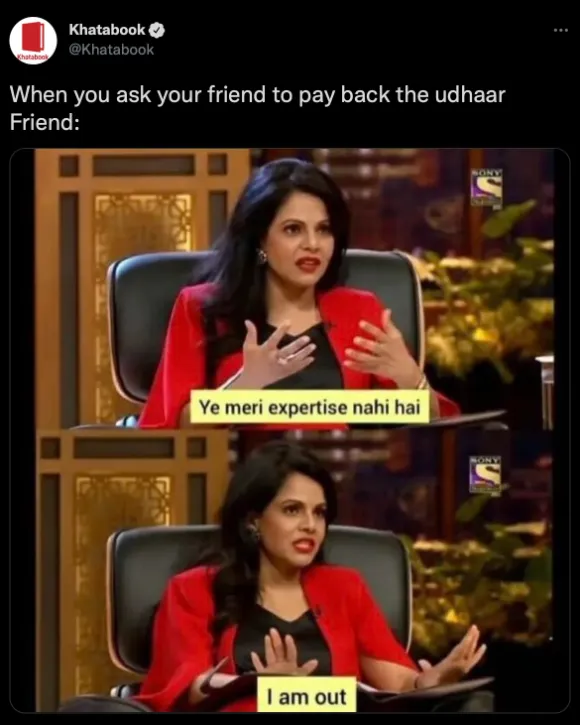 Khatabook
@Khatabook
Khatabook
When you ask your friend to pay back the udhaar
Friend:
SONY
S
Ye meri expertise nahi hai
SONY
S
I am out